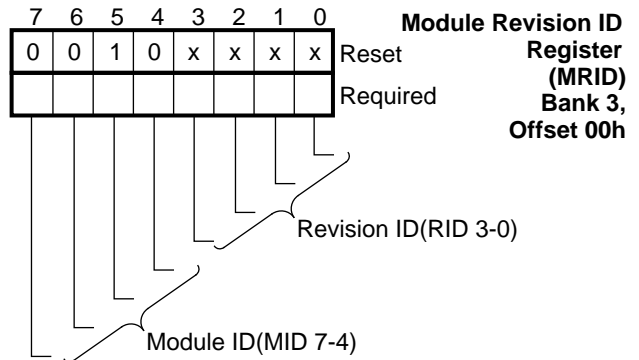 7 6 5 4 3 2 1 0
0 0 1 0 x x x x Reset
Required
Module Revision ID
Register
(MRID)
Bank 3,
Offset 00h
Revision ID(RID 3-0)
Module ID(MID 7-4)